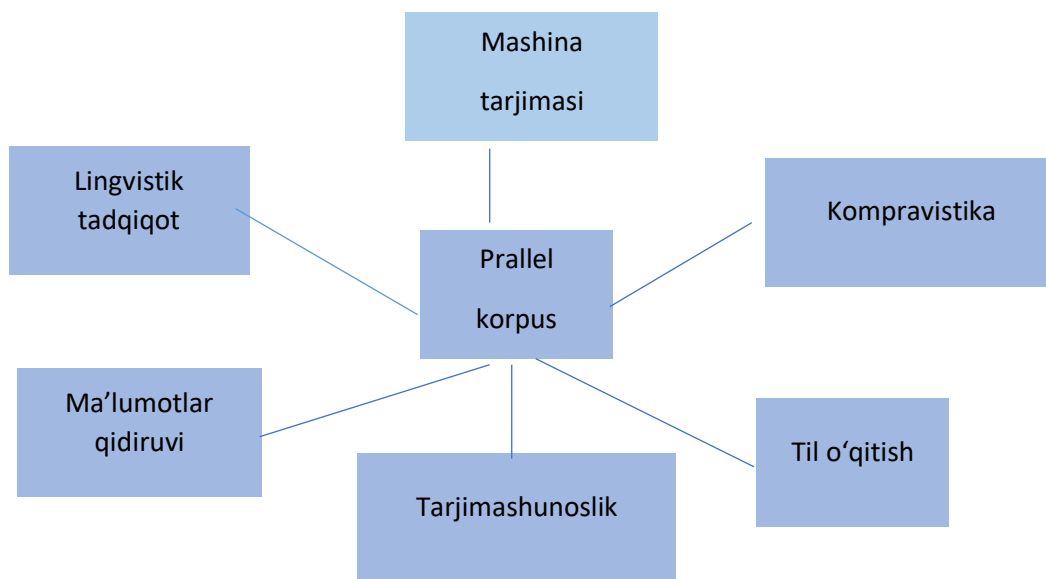 Mashina
tarjimasi
Lingvistik
tadqiqot
Kompravistika
Prallel
korpus
Ma’lumotlar
qidiruvi
Til o‘qitish
Tarjimashunoslik